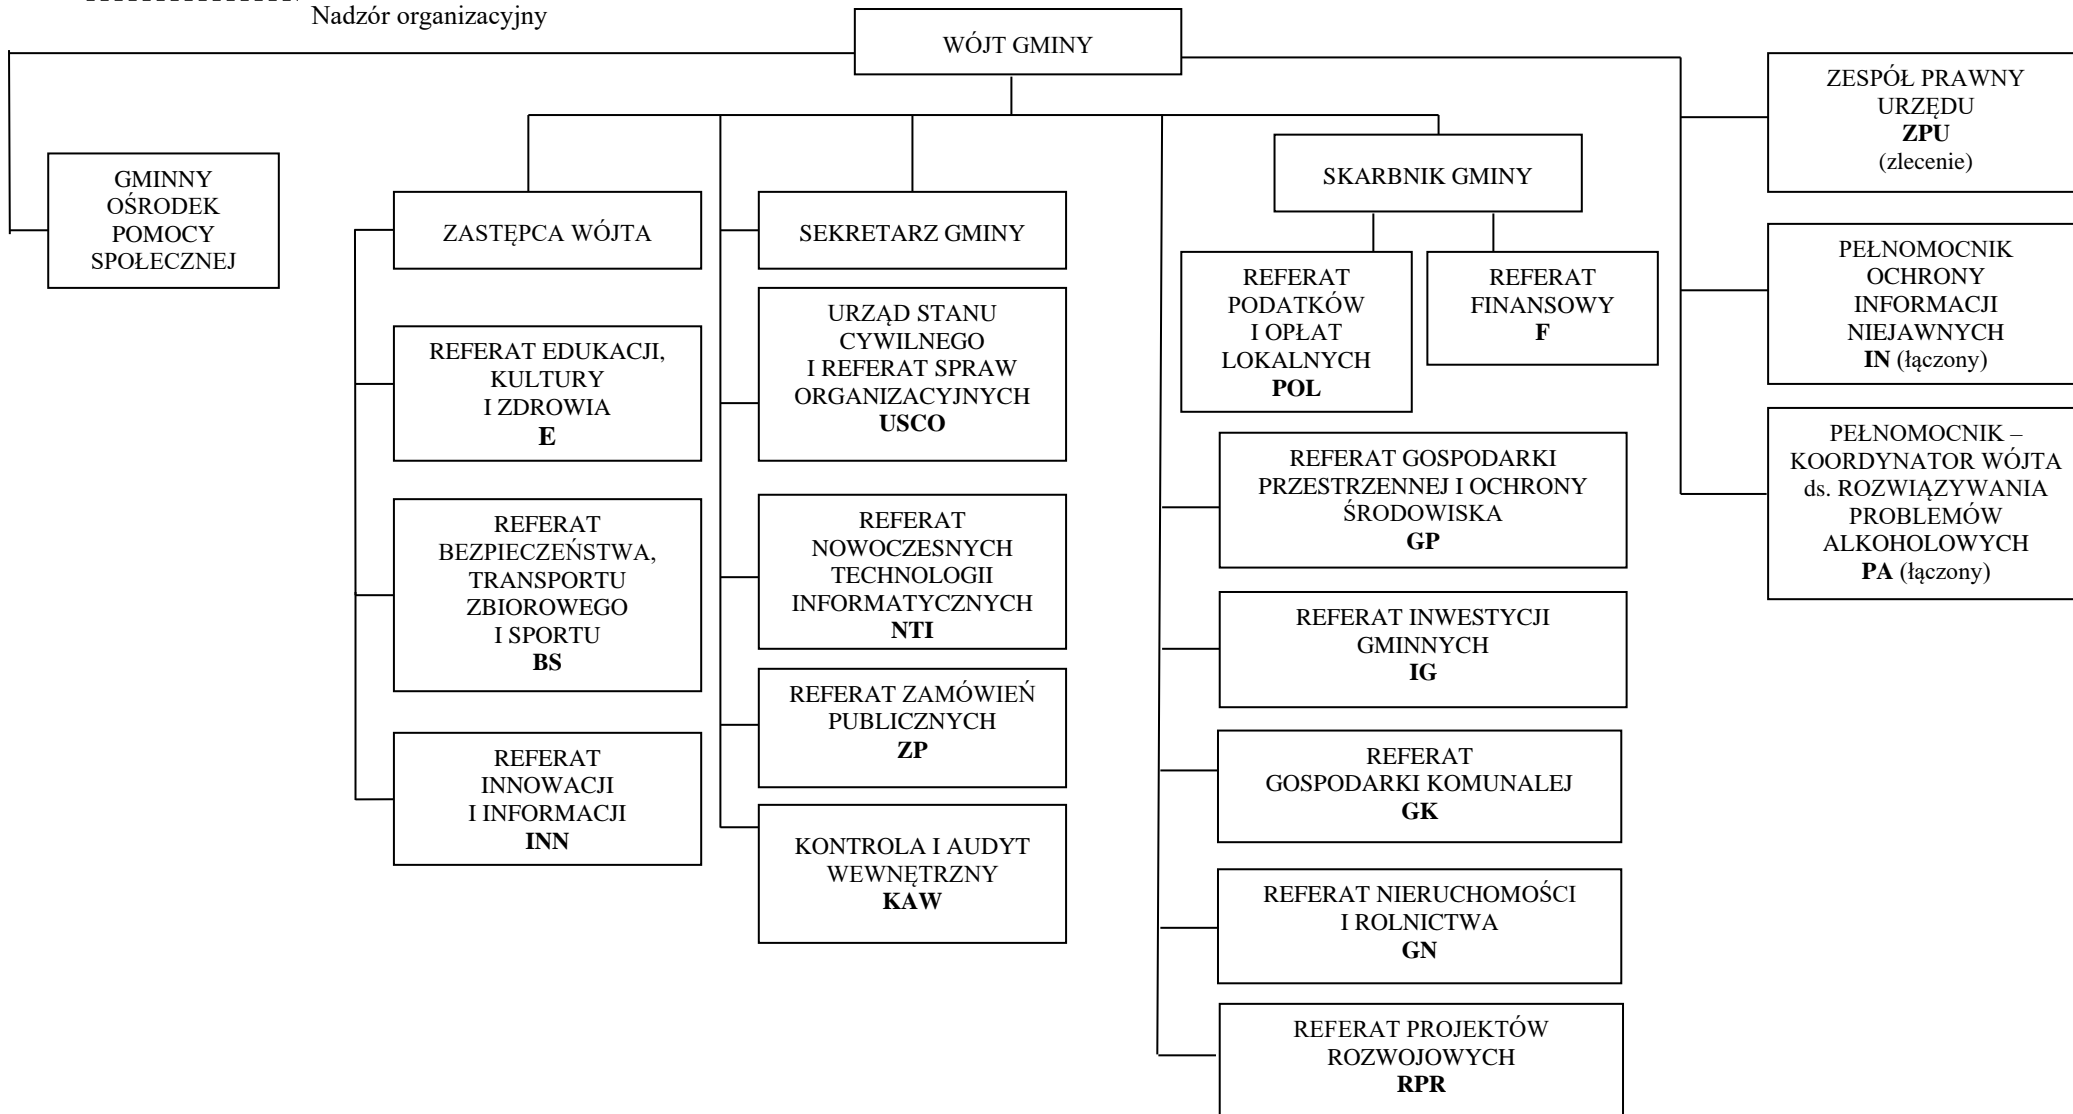 Nadzór organizacyjny
WÓJT GMINY
GMINNY
OŚRODEK
POMOCY
SPOŁECZNEJ
ZASTĘPCA WÓJTA
REFERAT EDUKACJI,
KULTURY
I ZDROWIA
E
REFERAT
BEZPIECZEŃSTWA,
TRANSPORTU
ZBIOROWEGO
I SPORTU
BS
REFERAT
INNOWACJI
I INFORMACJI
INN
SEKRETARZ GMINY
URZĄD STANU
CYWILNEGO
I REFERAT SPRAW
ORGANIZACYJNYCH
USCO
REFERAT
NOWOCZESNYCH
TECHNOLOGII
INFORMATYCZNYCH
NTI
REFERAT ZAMÓWIEŃ
PUBLICZNYCH
ZP
KONTROLA I AUDYT
WEWNĘTRZNY
KAW
SKARBNIK GMINY
REFERAT
PODATKÓW
I OPŁAT
LOKALNYCH
POL
REFERAT
FINANSOWY
F
REFERAT GOSPODARKI
PRZESTRZENNEJ I OCHRONY
ŚRODOWISKA
GP
REFERAT INWESTYCJI
GMINNYCH
IG
REFERAT
GOSPODARKI KOMUNALEJ
GK
REFERAT NIERUCHOMOŚCI
I ROLNICTWA
GN
REFERAT PROJEKTÓW
ROZWOJOWYCH
RPR
ZESPÓŁ PRAWNY
URZĘDU
ZPU
(zlecenie)
PEŁNOMOCNIK
OCHRONY
INFORMACJI
NIEJAWNYCH
IN (łączony)
PEŁNOMOCNIK –
KOORDYNATOR WÓJTA
ds. ROZWIĄZYWANIA
PROBLEMÓW
ALKOHOLOWYCH
PA (łączony)